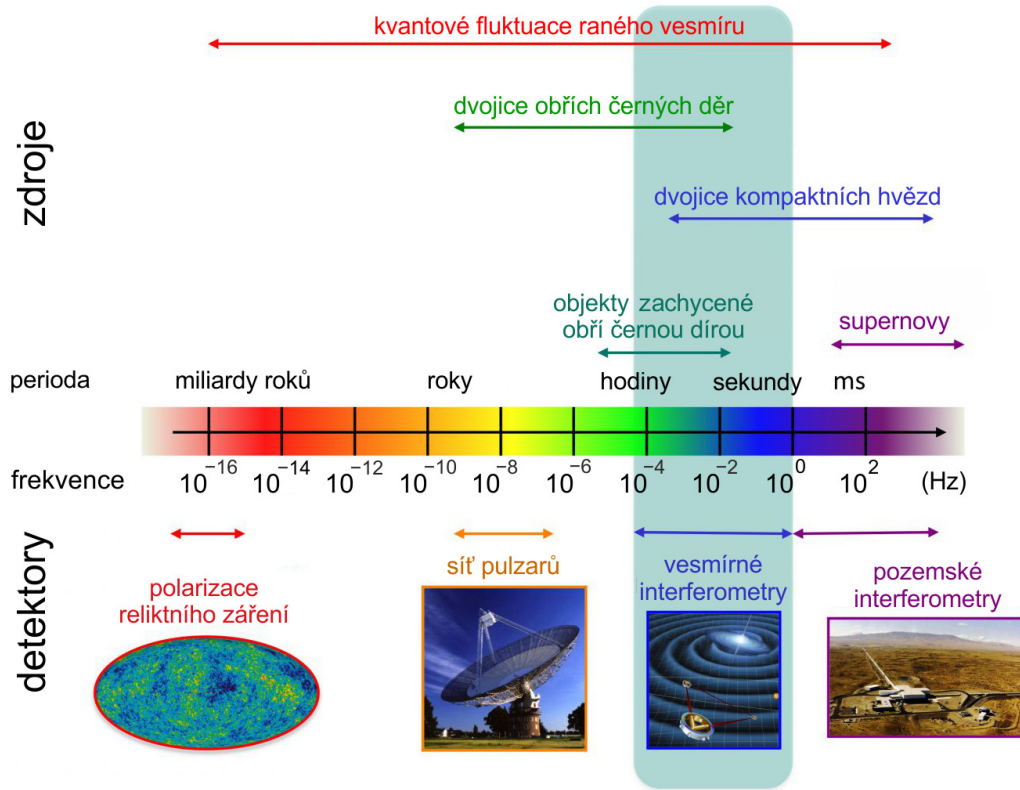 kvantové fluktuace raného vesmíru
dvojice obřích černých děr
zdroje
dvojice kompaktních hvězd
objekty zachycené
obří černou dírou
supernovy
perioda miliardy roků roky hodiny sekundy ms
frekvence 10⁻¹⁶ 10⁻¹⁴ 10⁻¹² 10⁻¹⁰ 10⁻⁸ 10⁻⁶ 10⁻⁴ 10⁻² 10⁰ 10² (Hz)
detektory
polarizace
reliktního záření
síť pulzarů
vesmírné
interferometry
pozemské
interferometry